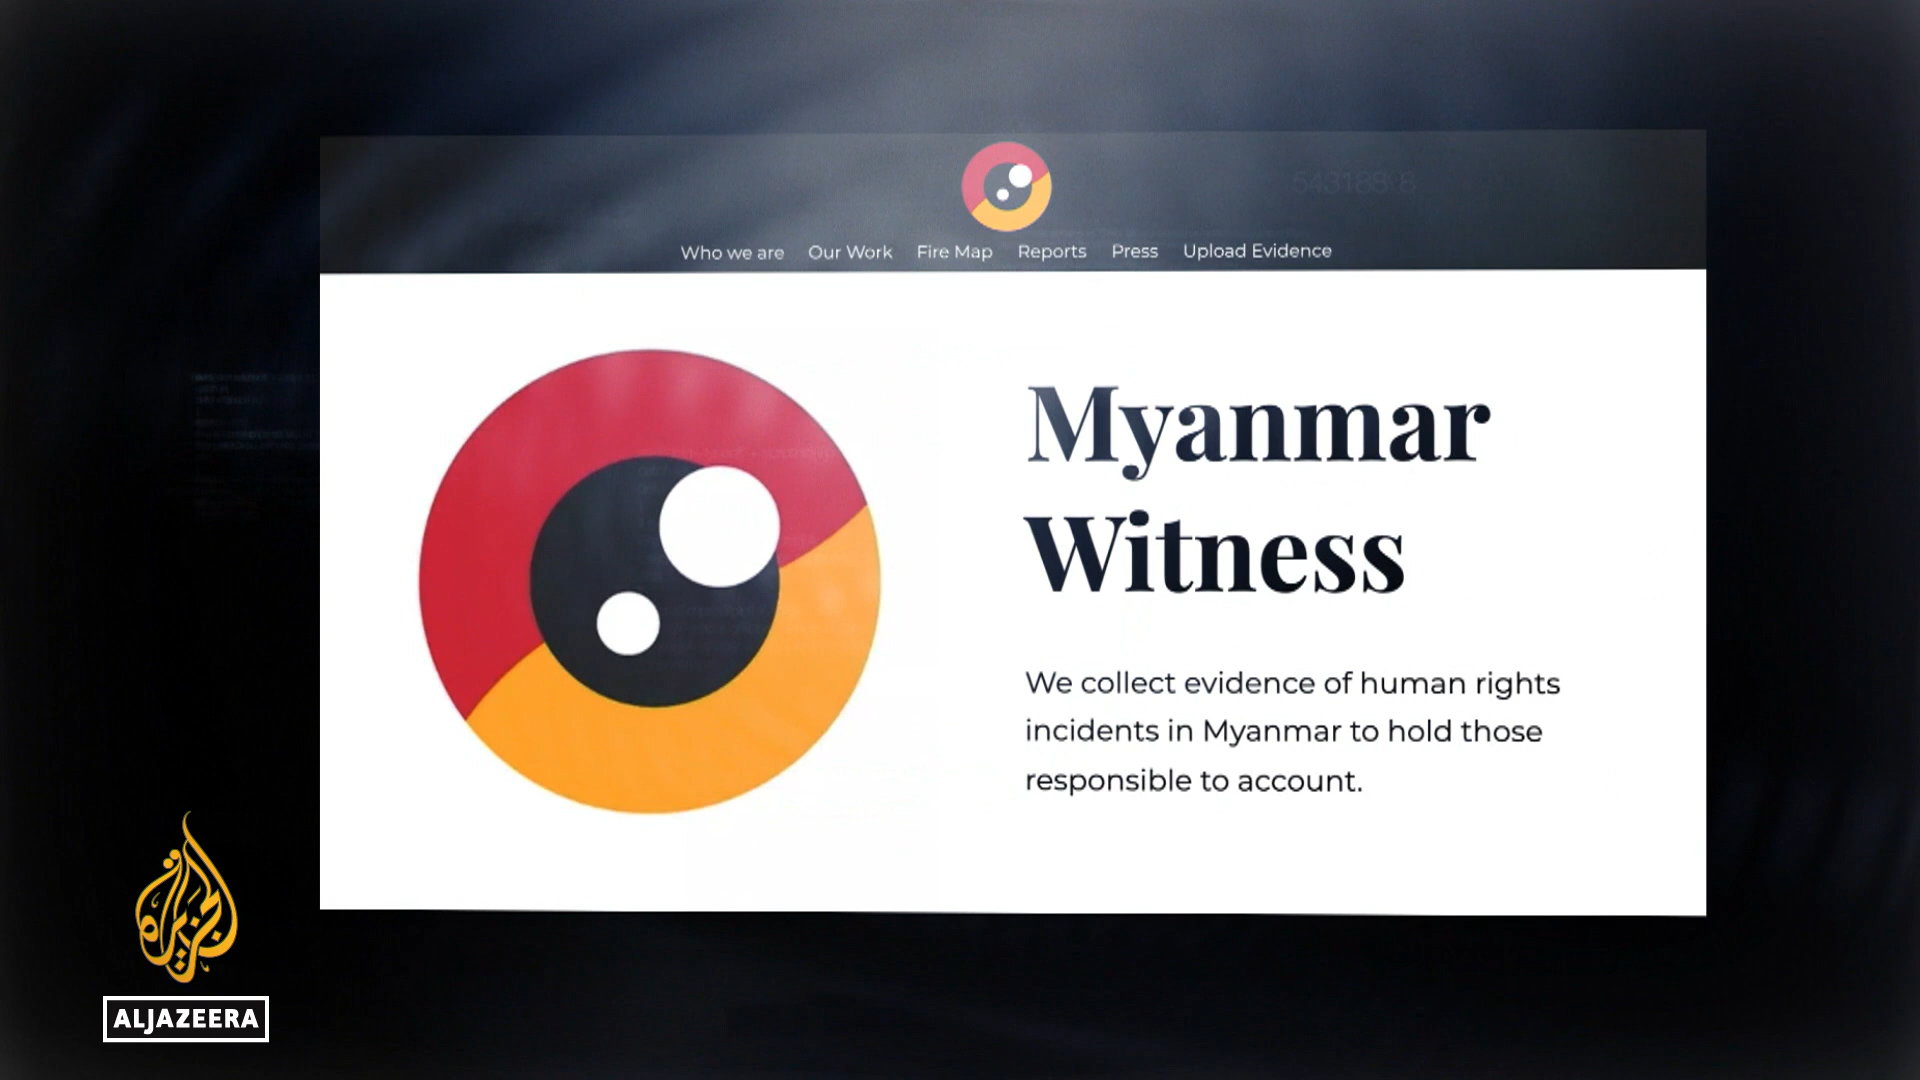 Who we are Our Work Fire Map Reports Press Upload Evidence
Myanmar
Witness
We collect evidence of human rights
incidents in Myanmar to hold those
responsible to account.
الجزيرة
ALJAZEERA